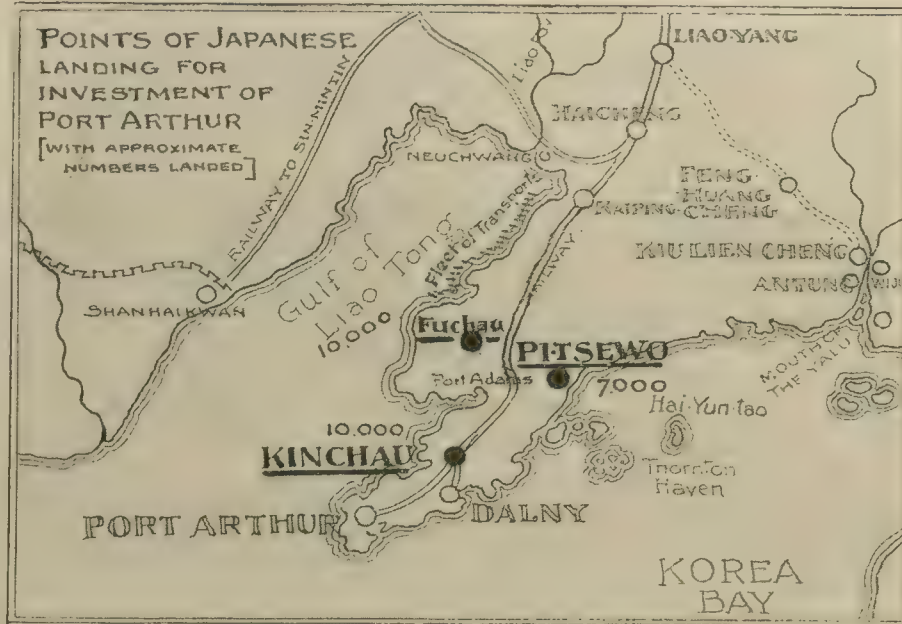 POINTS OF JAPANESE
LANDING FOR
INVESTMENT OF
PORT ARTHUR
[WITH APPROXIMATE
NUMBERS LANDED]
RAILWAY TO SIN-MINTIN
LIAO-YANG
HAICHENG
NEUCHWANG
FENG-
HUANG-
CHENG
KAIPING
Fleet of Transports
RAILWAY
KIU LIEN CHENG
ANTUNG
WIJU
SHANHAIKWAN
Gulf of
Liao Tong
10.000
Fuchau
PITSEWO
7.000
MOUTH OF
THE YALU
Port Adams
Hai-Yun-tao
10.000
KINCHAU
Thornton
Haven
PORT ARTHUR
DALNY
KOREA
BAY